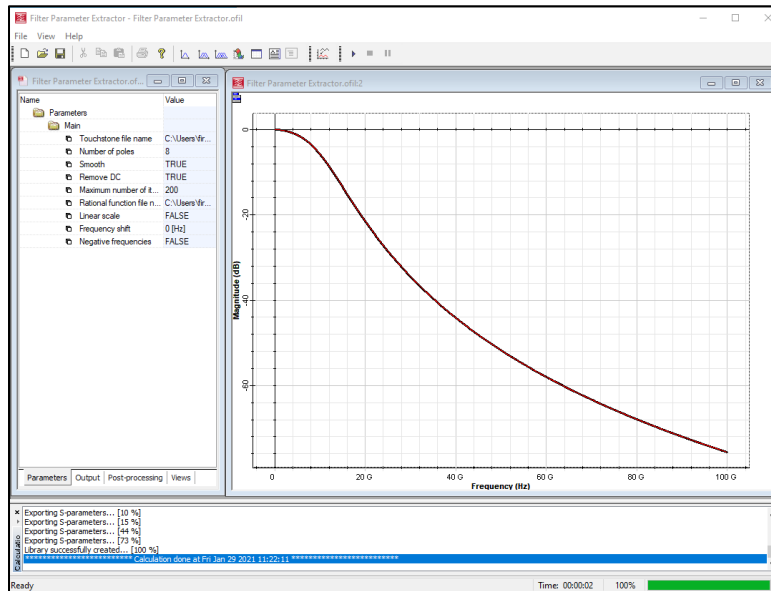 Filter Parameter Extractor - Filter Parameter Extractor.ofil
File View Help
Filter Parameter Extractor.of...
Name Value
Parameters
Main
Touchstone file name C:\Users\fir...
Number of poles 8
Smooth TRUE
Remove DC TRUE
Maximum number of it... 200
Rational function file n... C:\Users\fir...
Linear scale FALSE
Frequency shift 0 [Hz]
Negative frequencies FALSE
Parameters Output Post-processing Views
Filter Parameter Extractor.ofil:2
Magnitude (dB)
0
-20
-40
-60
0 20 G 40 G 60 G 80 G 100 G
Frequency (Hz)
Exporting S-parameters... [10 %]
Exporting S-parameters... [15 %]
Exporting S-parameters... [44 %]
Exporting S-parameters... [73 %]
Library successfully created... [100 %]
************************* Calculation done at Fri Jan 29 2021 11:22:11 *************************
Calculatio
Ready Time: 00:00:02 100%